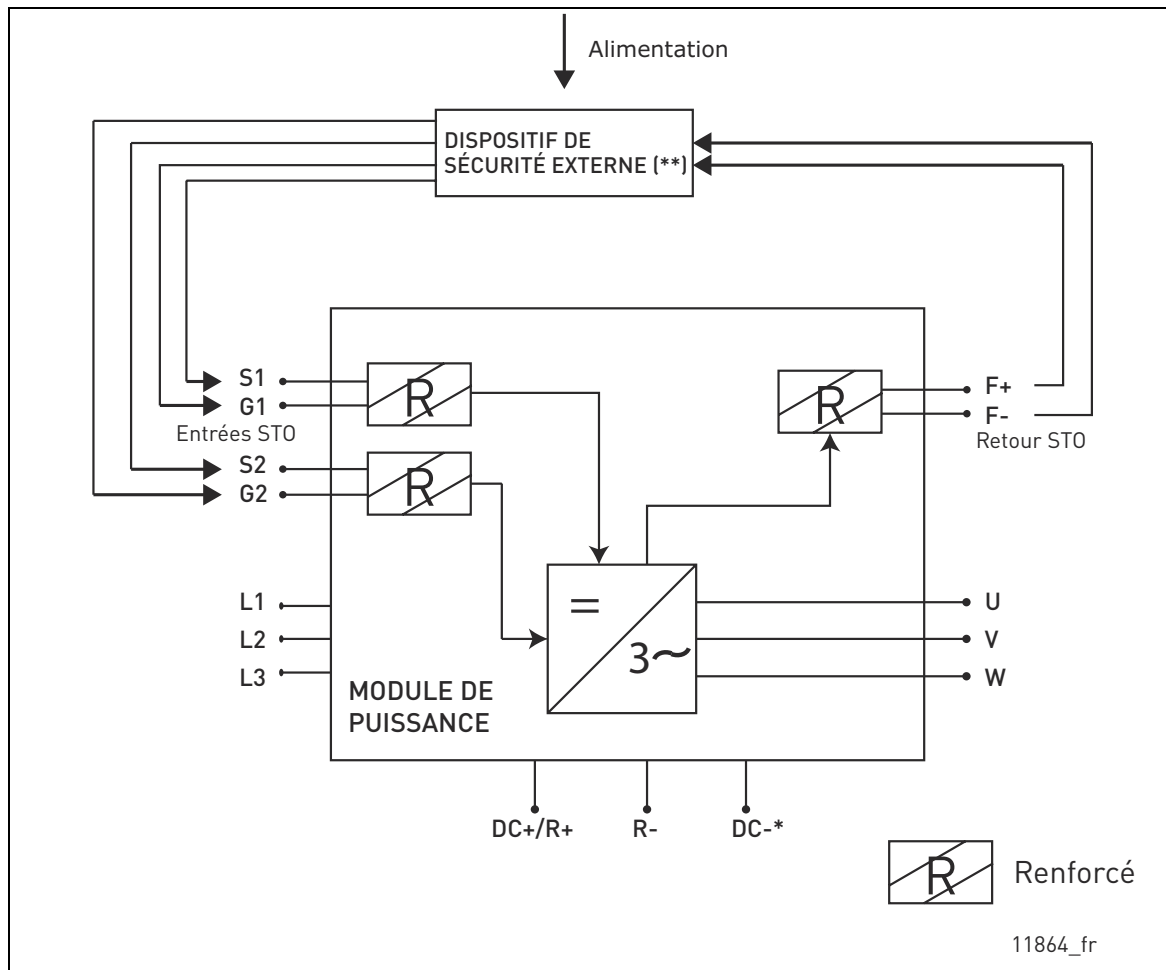 Alimentation
DISPOSITIF DE
SÉCURITÉ EXTERNE (**)
S1
G1
Entrées STO
S2
G2
R
R
R
F+
F-
Retour STO
L1
L2
L3
=
3~
U
V
W
MODULE DE
PUISSANCE
DC+/R+
R-
DC-*
R
Renforcé
11864_fr